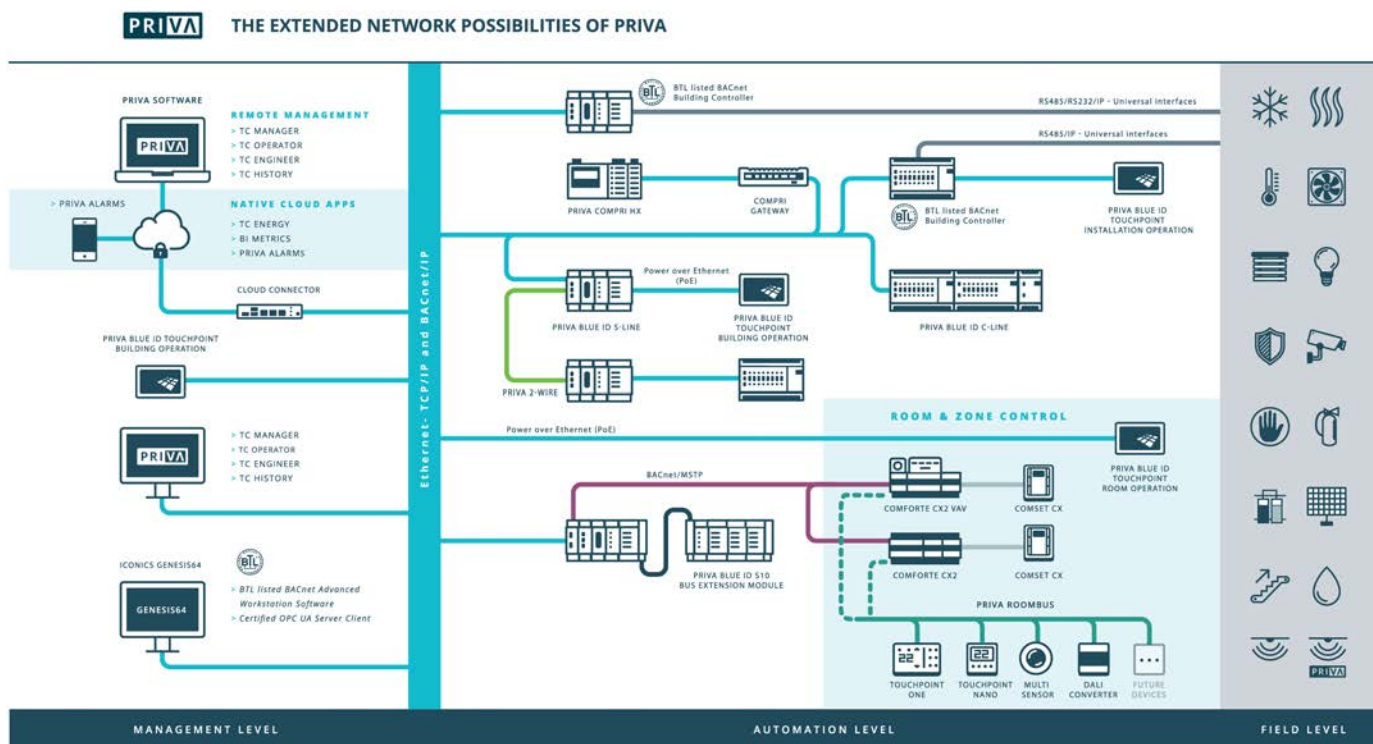 PRIVA
THE EXTENDED NETWORK POSSIBILITIES OF PRIVA
PRIVA SOFTWARE
PRIVA
REMOTE MANAGEMENT
> TC MANAGER
> TC OPERATOR
> TC ENGINEER
> TC HISTORY
> PRIVA ALARMS
NATIVE CLOUD APPS
> TC ENERGY
> BI METRICS
> PRIVA ALARMS
CLOUD CONNECTOR
PRIVA BLUE ID TOUCHPOINT
BUILDING OPERATION
PRIVA
> TC MANAGER
> TC OPERATOR
> TC ENGINEER
> TC HISTORY
ICONICS GENESIS64
GENESIS64
BTL
> BTL listed BACnet Advanced
Workstation Software
> Certified OPC UA Server Client
Ethernet- TCP/IP and BACnet/IP
BTL
BTL listed BACnet
Building Controller
RS485/RS232/IP - Universal interfaces
RS485/IP - Universal interfaces
PRIVA COMPRI HX
COMPRI
GATEWAY
BTL
BTL listed BACnet
Building Controller
PRIVA BLUE ID
TOUCHPOINT
INSTALLATION OPERATION
Power over Ethernet
(PoE)
PRIVA BLUE ID S-LINE
PRIVA BLUE ID
TOUCHPOINT
BUILDING OPERATION
PRIVA BLUE ID C-LINE
PRIVA 2-WIRE
ROOM & ZONE CONTROL
Power over Ethernet (PoE)
PRIVA BLUE ID
TOUCHPOINT
ROOM OPERATION
BACnet/MSTP
COMFORTE CX2 VAV
COMSET CX
PRIVA BLUE ID S10
BUS EXTENSION MODULE
COMFORTE CX2
COMSET CX
PRIVA ROOMBUS
22
22
TOUCHPOINT
ONE
TOUCHPOINT
NANO
MULTI
SENSOR
DALI
CONVERTER
FUTURE
DEVICES
PRIVA
MANAGEMENT LEVEL
AUTOMATION LEVEL
FIELD LEVEL